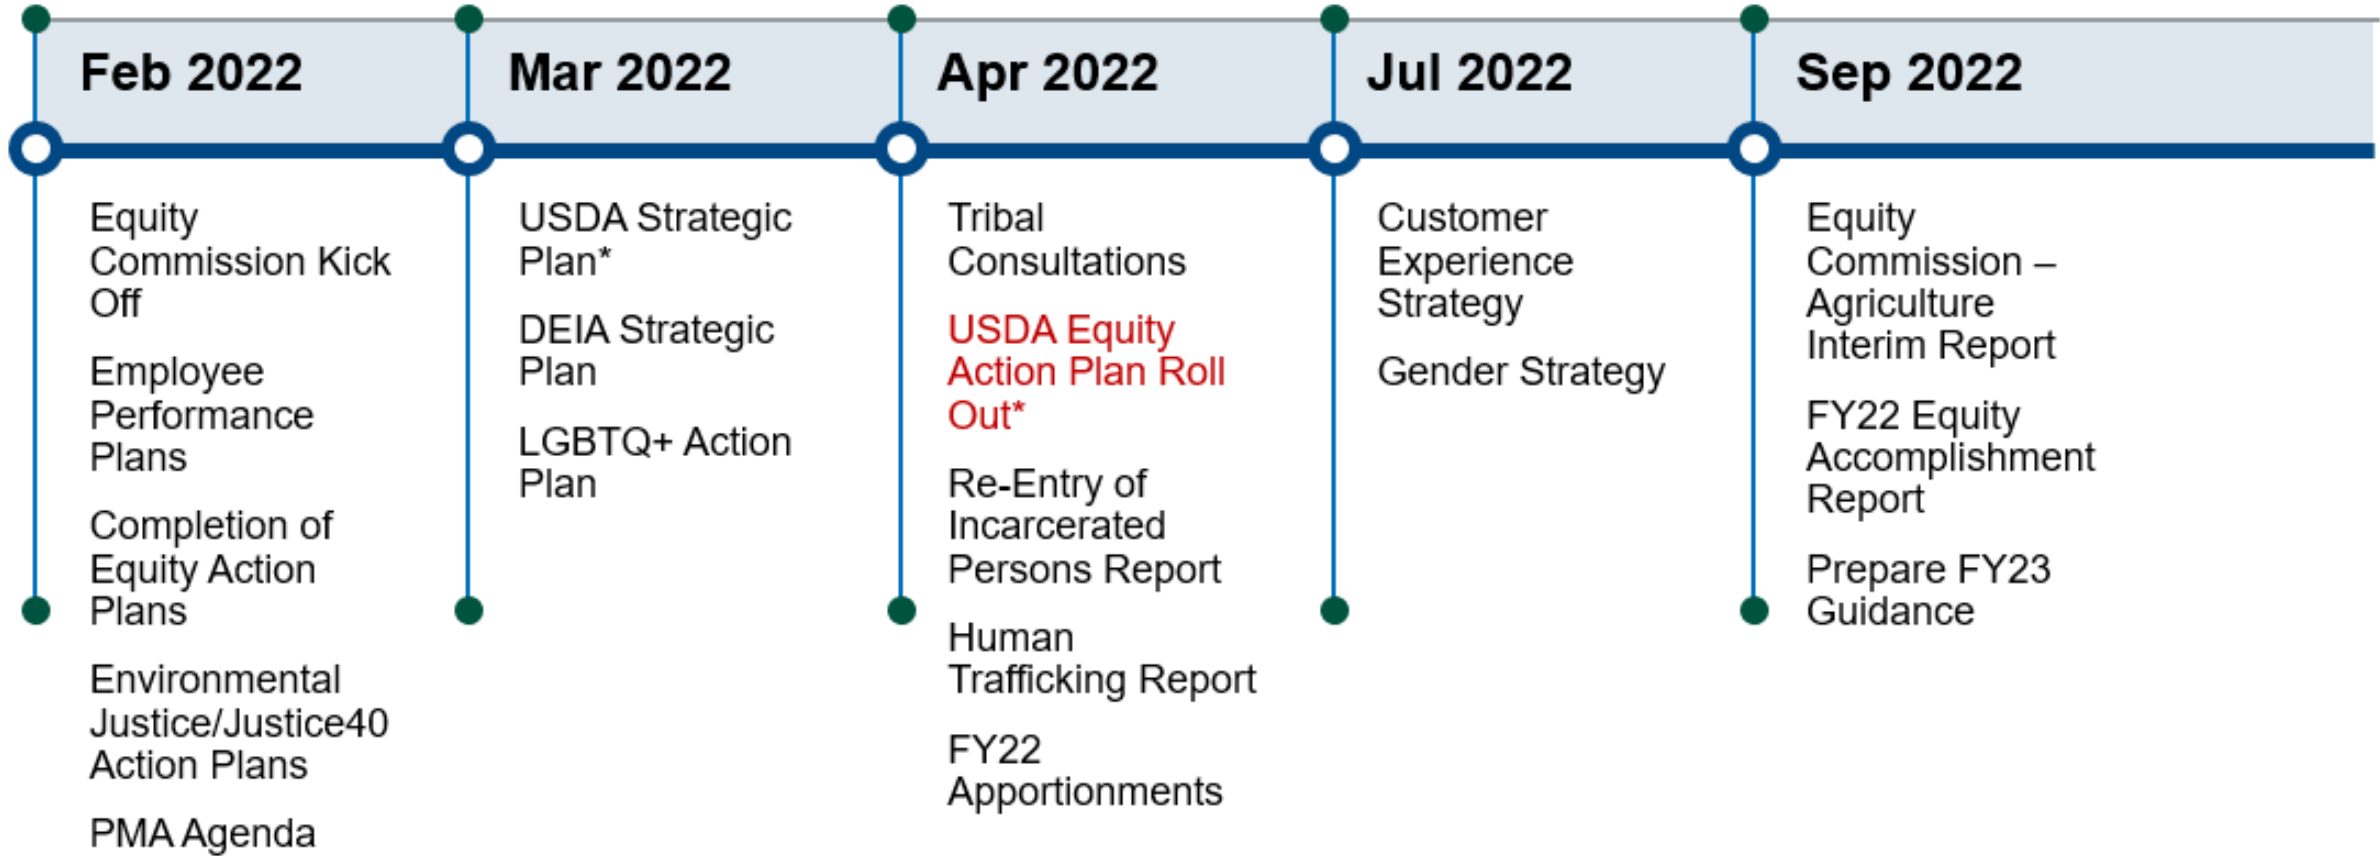 Feb 2022
Mar 2022
Apr 2022
Jul 2022
Sep 2022
Equity
Commission Kick
Off
Employee
Performance
Plans
Completion of
Equity Action
Plans
Environmental
Justice/Justice40
Action Plans
PMA Agenda
USDA Strategic
Plan*
DEIA Strategic
Plan
LGBTQ+ Action
Plan
Tribal
Consultations
USDA Equity
Action Plan Roll
Out*
Re-Entry of
Incarcerated
Persons Report
Human
Trafficking Report
FY22
Apportionments
Customer
Experience
Strategy
Gender Strategy
Equity
Commission –
Agriculture
Interim Report
FY22 Equity
Accomplishment
Report
Prepare FY23
Guidance